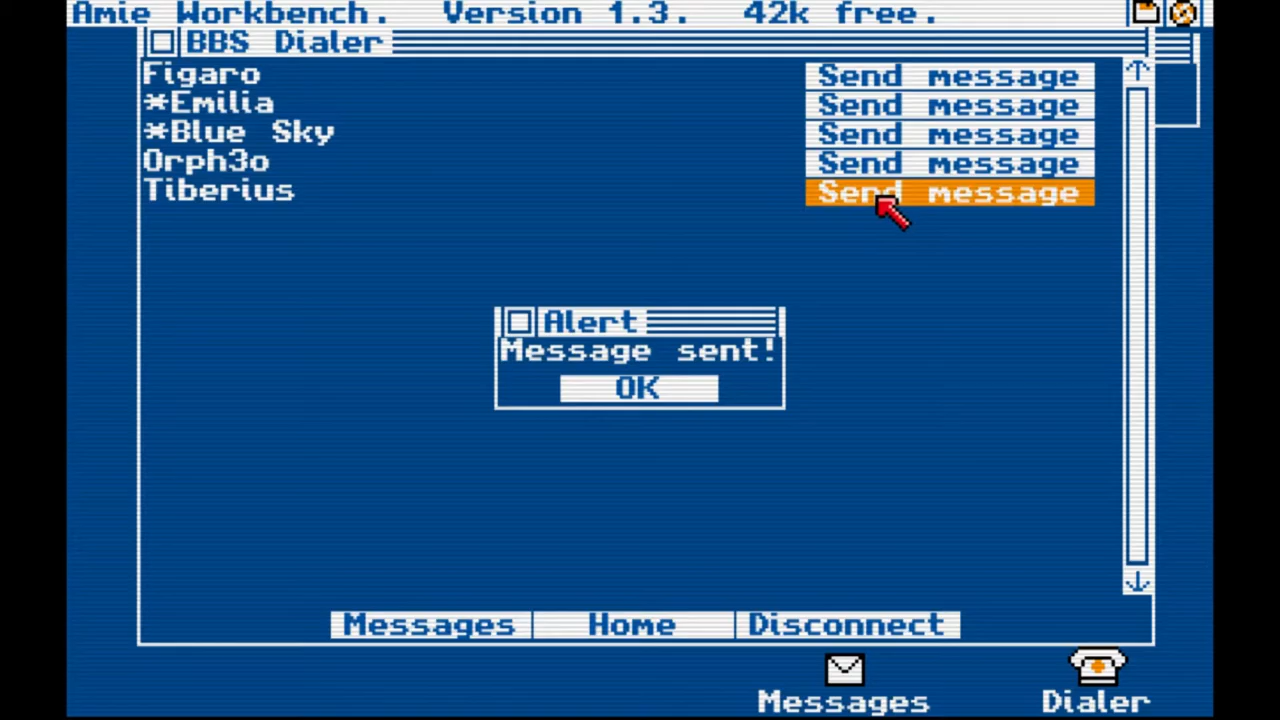 Amie Workbench. Version 1.3. 42k free.
BBS Dialer
Figaro Send message
*Emilia Send message
*Blue Sky Send message
Orph3o Send message
Tiberius Send message
Alert
Message sent!
OK
Messages Home Disconnect
Messages Dialer